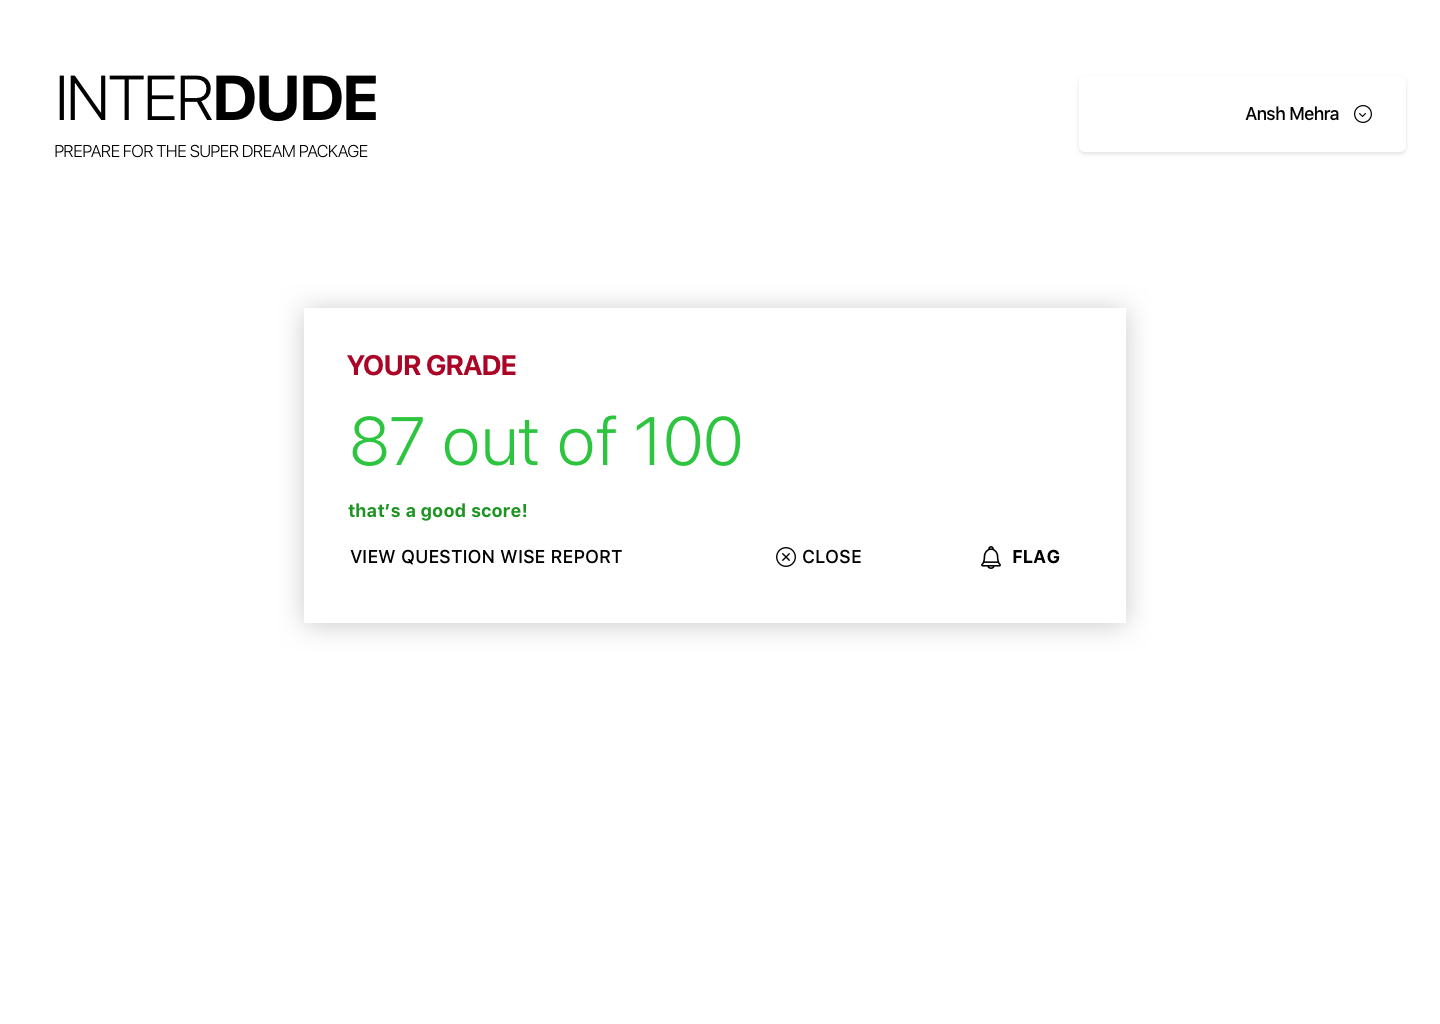 INTERDUDE
PREPARE FOR THE SUPER DREAM PACKAGE
Ansh Mehra
YOUR GRADE
87 out of 100
that’s a good score!
VIEW QUESTION WISE REPORT
CLOSE
FLAG